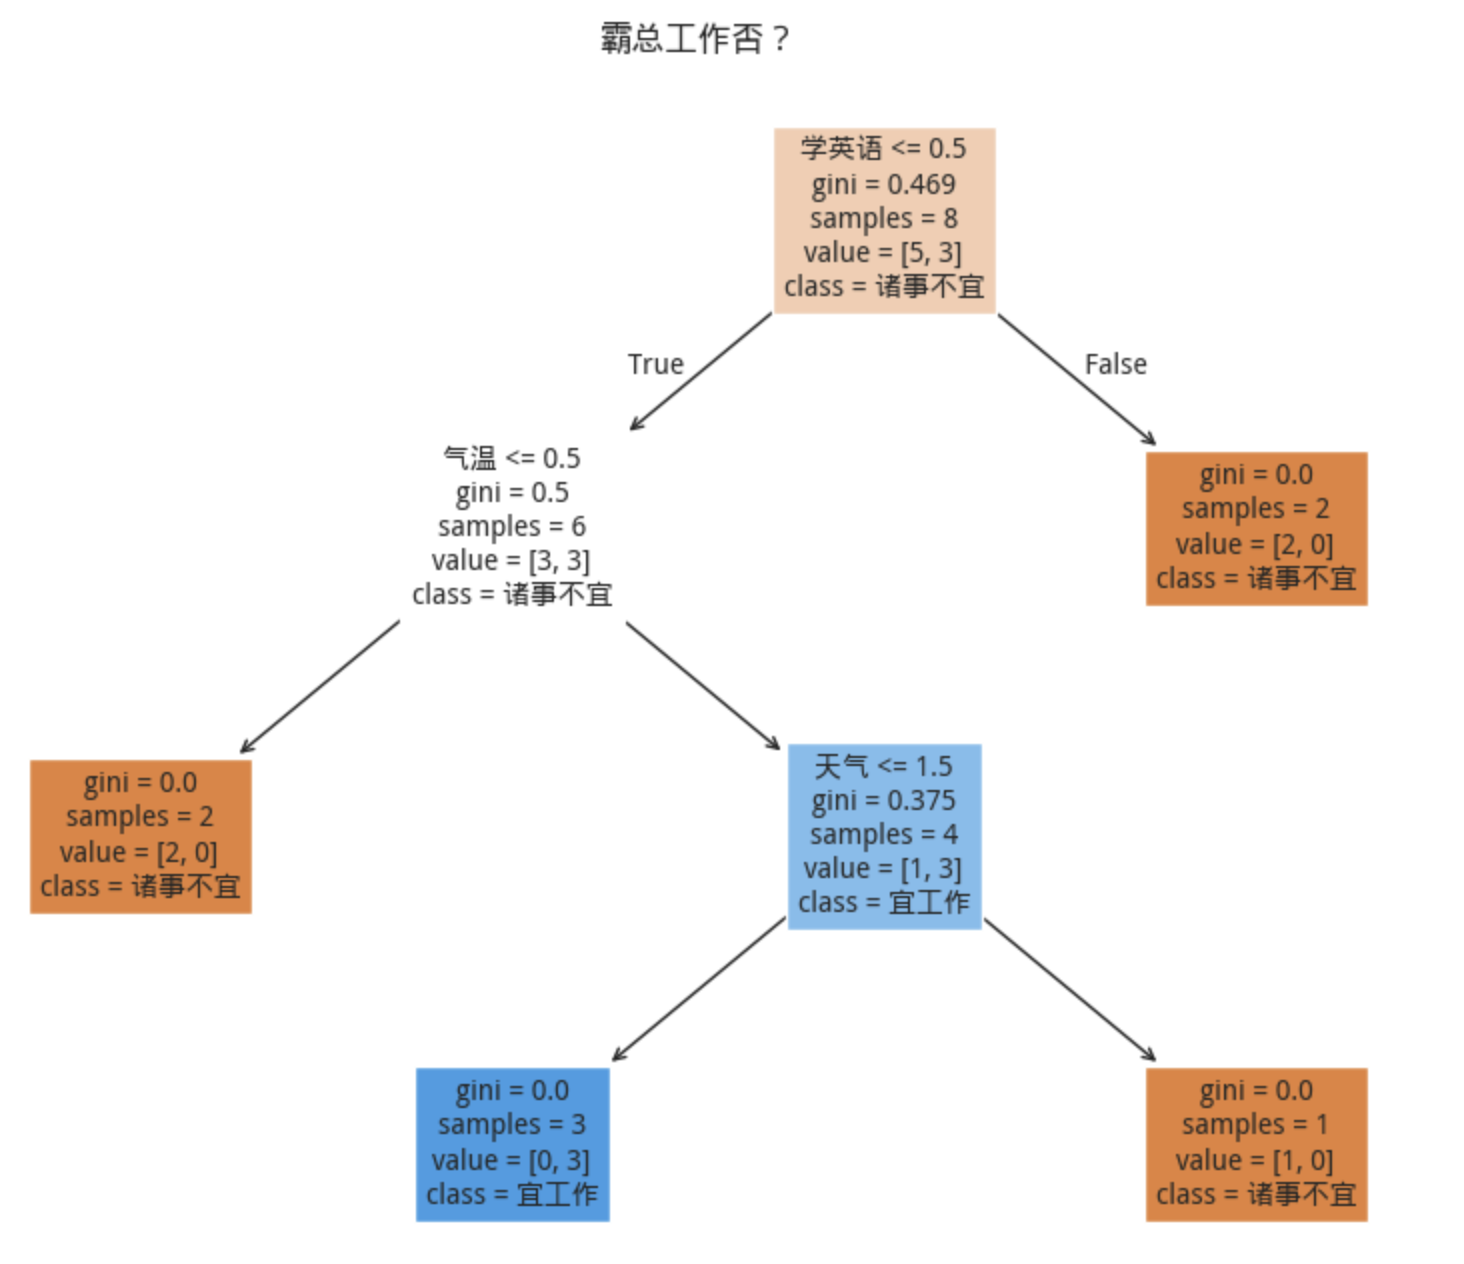 霸总工作否？
学英语 <= 0.5
gini = 0.469
samples = 8
value = [5, 3]
class = 诸事不宜
True
False
气温 <= 0.5
gini = 0.5
samples = 6
value = [3, 3]
class = 诸事不宜
gini = 0.0
samples = 2
value = [2, 0]
class = 诸事不宜
gini = 0.0
samples = 2
value = [2, 0]
class = 诸事不宜
天气 <= 1.5
gini = 0.375
samples = 4
value = [1, 3]
class = 宜工作
gini = 0.0
samples = 3
value = [0, 3]
class = 宜工作
gini = 0.0
samples = 1
value = [1, 0]
class = 诸事不宜